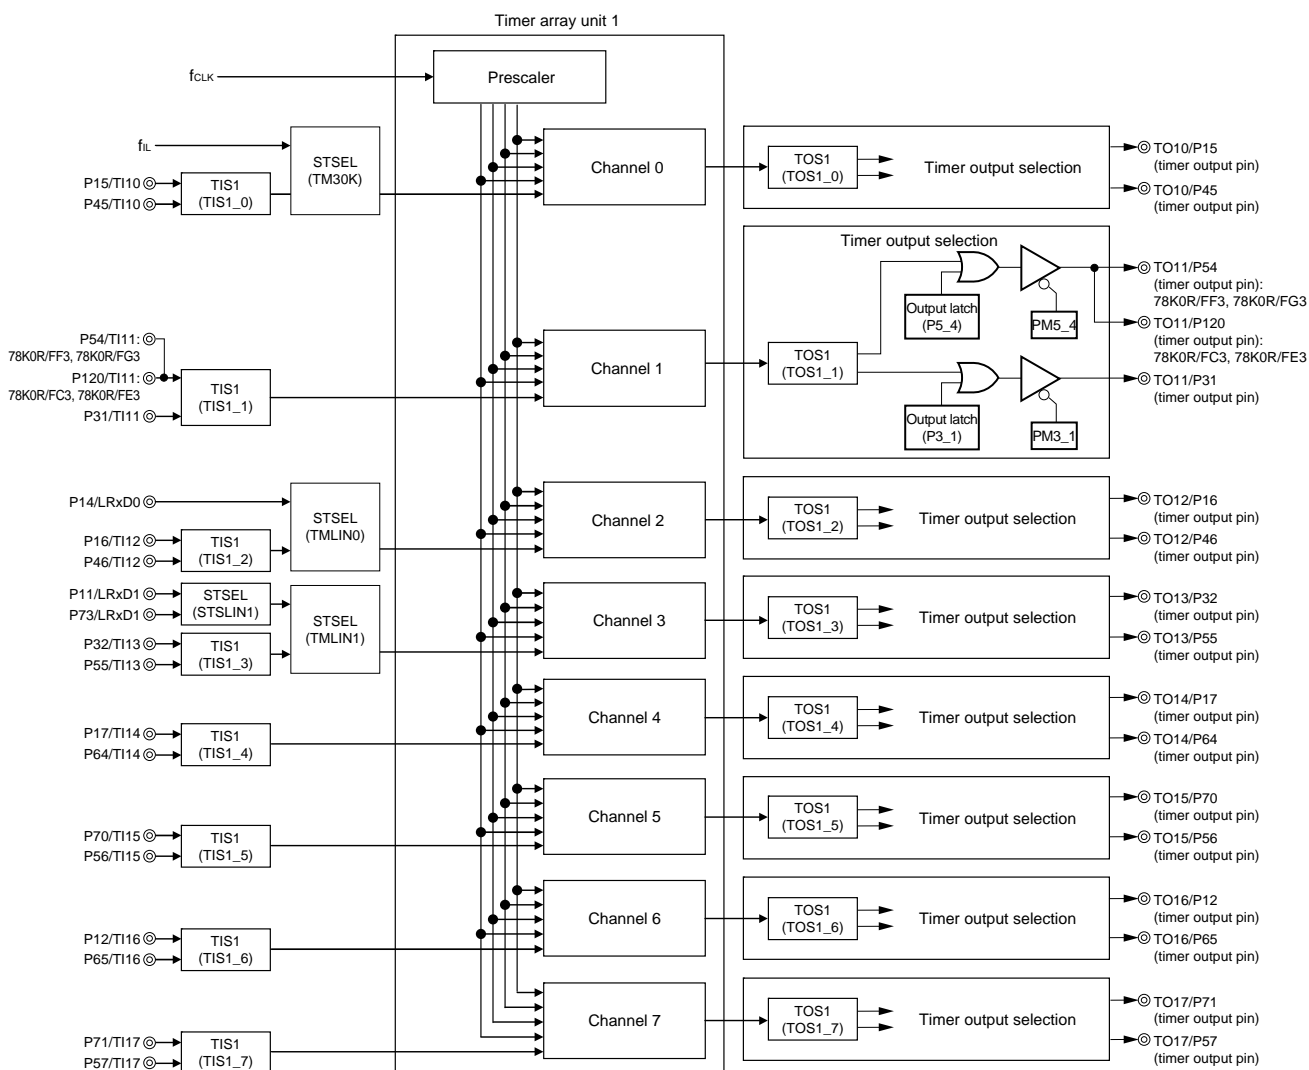 Timer array unit 1
fCLK
Prescaler
fIL
STSEL
(TM30K)
P15/TI10
P45/TI10
TIS1
(TIS1_0)
Channel 0
TOS1
(TOS1_0)
Timer output selection
TO10/P15
(timer output pin)
TO10/P45
(timer output pin)
P54/TI11:
78K0R/FF3, 78K0R/FG3
P120/TI11:
78K0R/FC3, 78K0R/FE3
P31/TI11
TIS1
(TIS1_1)
Channel 1
TOS1
(TOS1_1)
Timer output selection
Output latch
(P5_4)
PM5_4
Output latch
(P3_1)
PM3_1
TO11/P54
(timer output pin):
78K0R/FF3, 78K0R/FG3
TO11/P120
(timer output pin):
78K0R/FC3, 78K0R/FE3
TO11/P31
(timer output pin)
P14/LRxD0
P16/TI12
P46/TI12
TIS1
(TIS1_2)
STSEL
(TMLIN0)
Channel 2
TOS1
(TOS1_2)
Timer output selection
TO12/P16
(timer output pin)
TO12/P46
(timer output pin)
P11/LRxD1
P73/LRxD1
STSEL
(STSLIN1)
P32/TI13
P55/TI13
TIS1
(TIS1_3)
STSEL
(TMLIN1)
Channel 3
TOS1
(TOS1_3)
Timer output selection
TO13/P32
(timer output pin)
TO13/P55
(timer output pin)
P17/TI14
P64/TI14
TIS1
(TIS1_4)
Channel 4
TOS1
(TOS1_4)
Timer output selection
TO14/P17
(timer output pin)
TO14/P64
(timer output pin)
P70/TI15
P56/TI15
TIS1
(TIS1_5)
Channel 5
TOS1
(TOS1_5)
Timer output selection
TO15/P70
(timer output pin)
TO15/P56
(timer output pin)
P12/TI16
P65/TI16
TIS1
(TIS1_6)
Channel 6
TOS1
(TOS1_6)
Timer output selection
TO16/P12
(timer output pin)
TO16/P65
(timer output pin)
P71/TI17
P57/TI17
TIS1
(TIS1_7)
Channel 7
TOS1
(TOS1_7)
Timer output selection
TO17/P71
(timer output pin)
TO17/P57
(timer output pin)